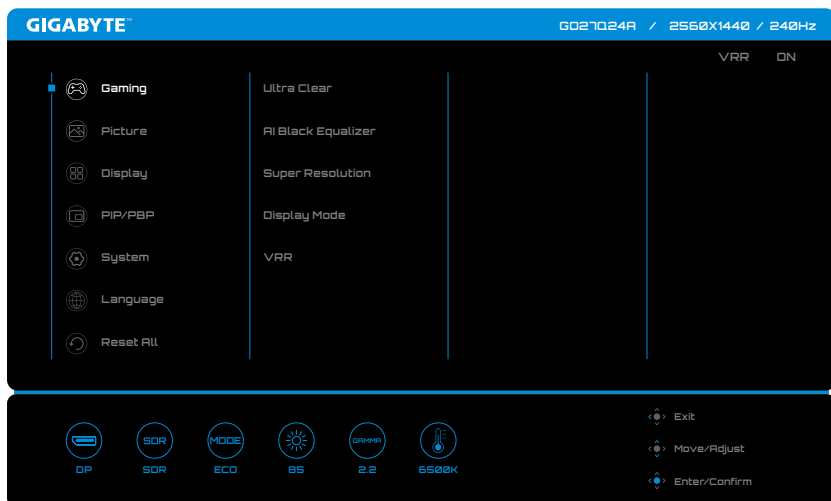 GIGABYTE™ GO27Q24A / 2560X1440 / 240Hz
VRR ON
Gaming Ultra Clear
Picture AI Black Equalizer
Display Super Resolution
PIP/PBP Display Mode
System VRR
Language
Reset All
SDR MODE GAMMA
DP SDR ECO 85 2.2 6500K
Exit
Move/Adjust
Enter/Confirm